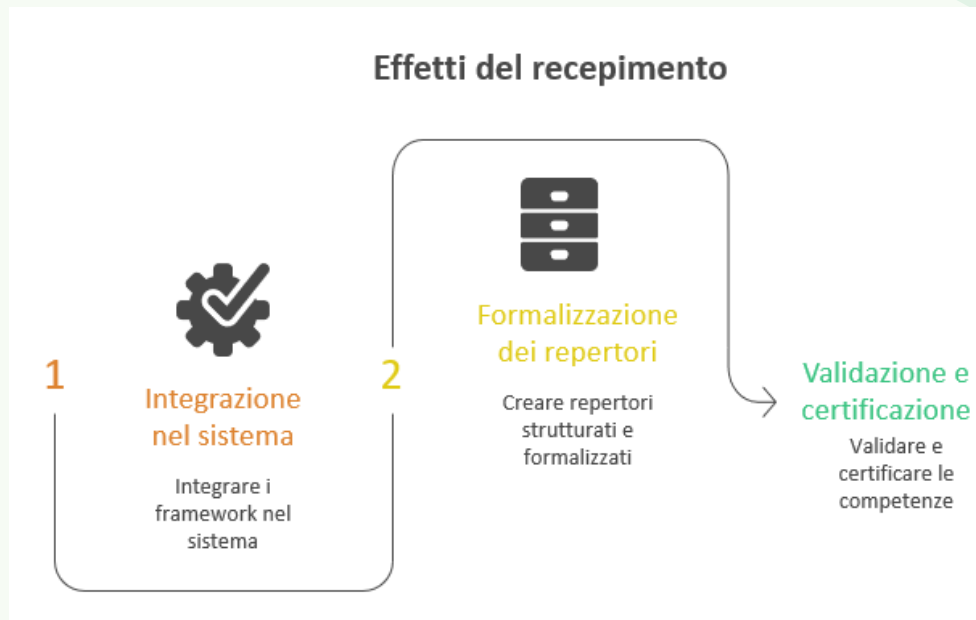 Effetti del recepimento
1
Integrazione
nel sistema
Integrare i
framework nel
sistema
2
Formalizzazione
dei repertori
Creare repertori
strutturati e
formalizzati
Validazione e
certificazione
Validare e
certificare le
competenze